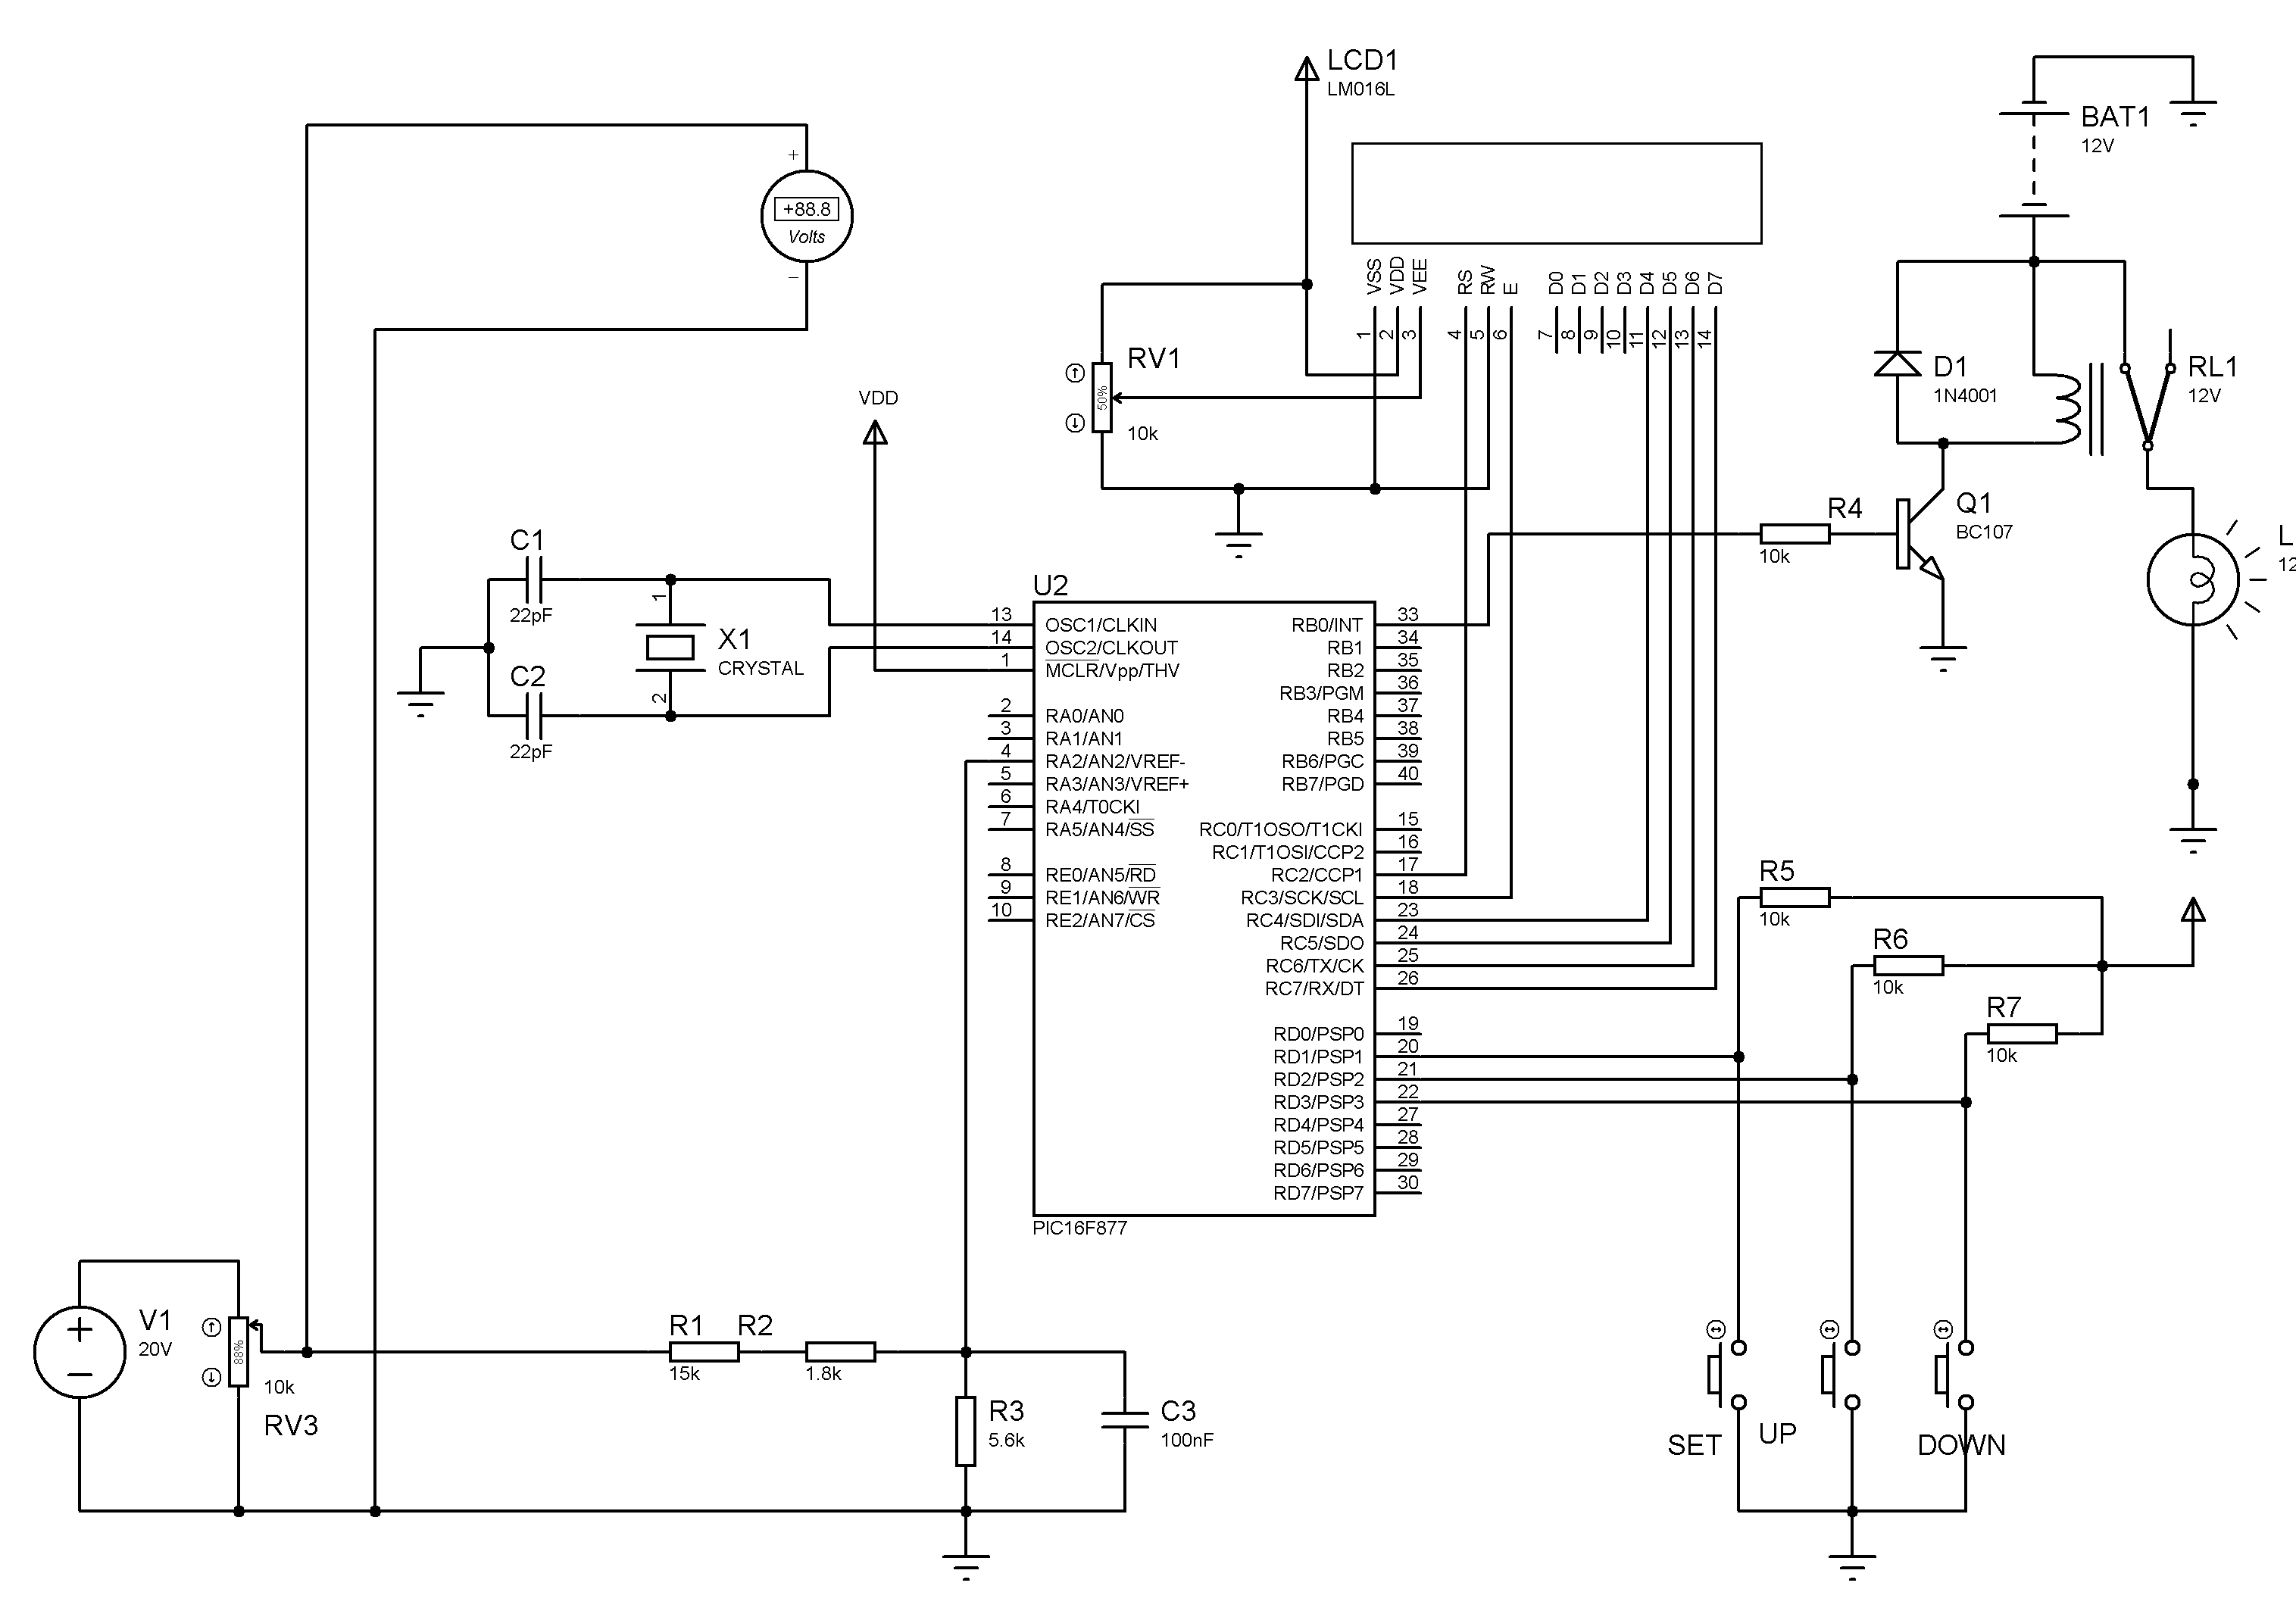 LCD1
LM016L
BAT1
12V
+
+88.8
Volts
−
VSS
VDD
VEE
RS
RW
E
D0
D1
D2
D3
D4
D5
D6
D7
1
2
3
4
5
6
7
8
9
10
11
12
13
14
RV1
50%
10k
D1
1N4001
RL1
12V
VDD
R4
10k
Q1
BC107
L
12
C1
22pF
C2
22pF
1
X1
CRYSTAL
2
U2
13 OSC1/CLKIN
14 OSC2/CLKOUT
1 MCLR/Vpp/THV
2 RA0/AN0
3 RA1/AN1
4 RA2/AN2/VREF-
5 RA3/AN3/VREF+
6 RA4/T0CKI
7 RA5/AN4/SS
8 RE0/AN5/RD
9 RE1/AN6/WR
10 RE2/AN7/CS
RB0/INT 33
RB1 34
RB2 35
RB3/PGM 36
RB4 37
RB5 38
RB6/PGC 39
RB7/PGD 40
RC0/T1OSO/T1CKI 15
RC1/T1OSI/CCP2 16
RC2/CCP1 17
RC3/SCK/SCL 18
RC4/SDI/SDA 23
RC5/SDO 24
RC6/TX/CK 25
RC7/RX/DT 26
RD0/PSP0 19
RD1/PSP1 20
RD2/PSP2 21
RD3/PSP3 22
RD4/PSP4 27
RD5/PSP5 28
RD6/PSP6 29
RD7/PSP7 30
PIC16F877
R5
10k
R6
10k
R7
10k
V1
20V
+
−
88%
10k
RV3
R1
15k
R2
1.8k
R3
5.6k
C3
100nF
SET
UP
DOWN